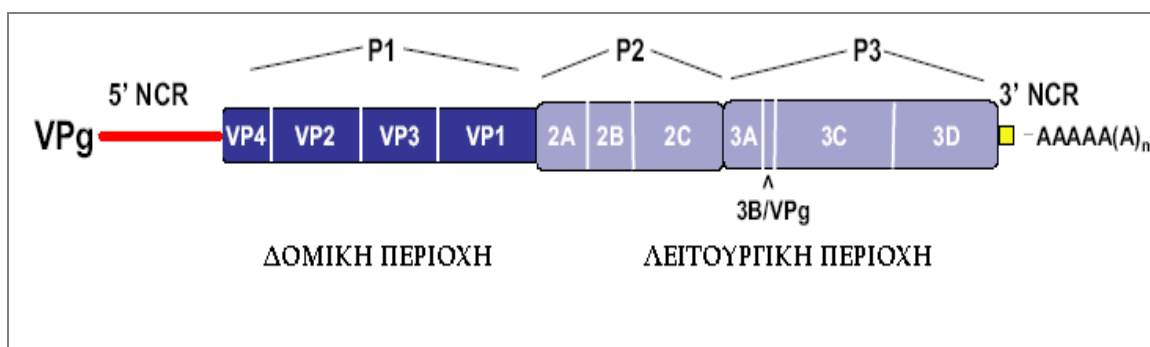 P1 P2 P3
5’ NCR 3’ NCR
VPg VP4 VP2 VP3 VP1 2A 2B 2C 3A 3C 3D AAAAA(A)n
3B/VPg
ΔΟΜΙΚΗ ΠΕΡΙΟΧΗ ΛΕΙΤΟΥΡΓΙΚΗ ΠΕΡΙΟΧΗ